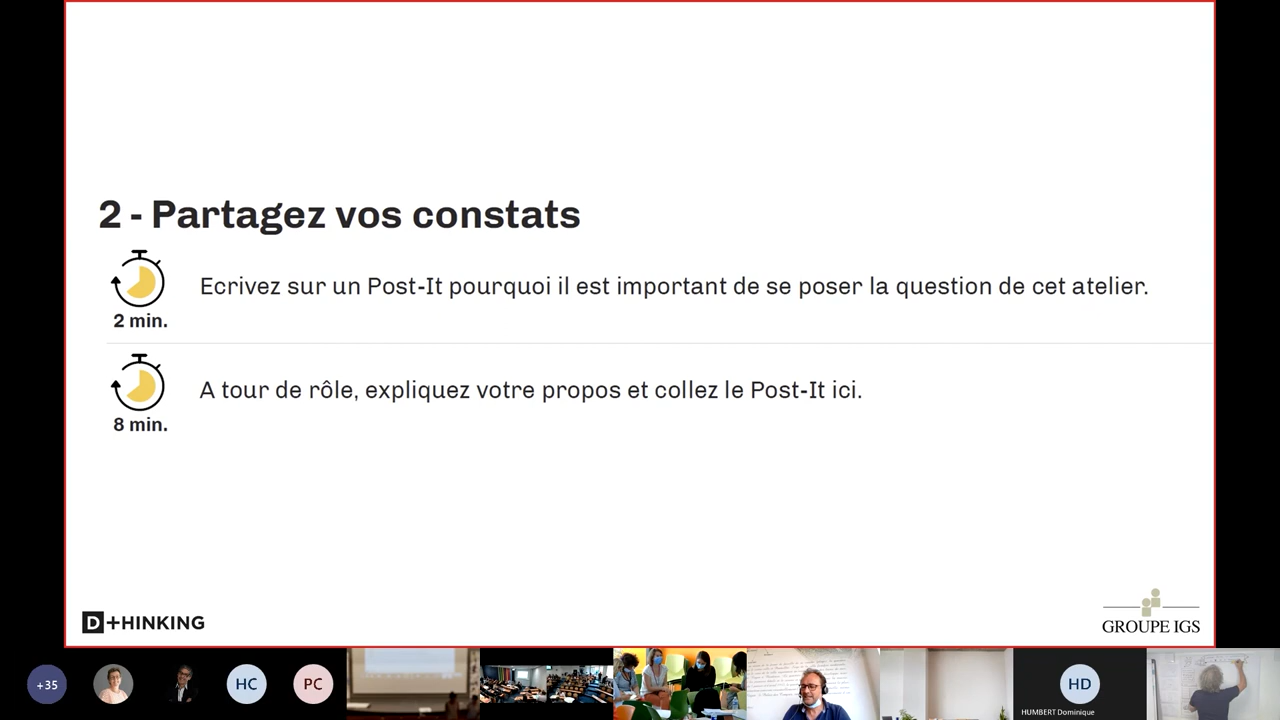 2 - Partagez vos constats
Ecrivez sur un Post-It pourquoi il est important de se poser la question de cet atelier.
2 min.
A tour de rôle, expliquez votre propos et collez le Post-It ici.
8 min.
D+HINKING
GROUPE IGS
+35
HC
PC
HD
HUMBERT Dominique